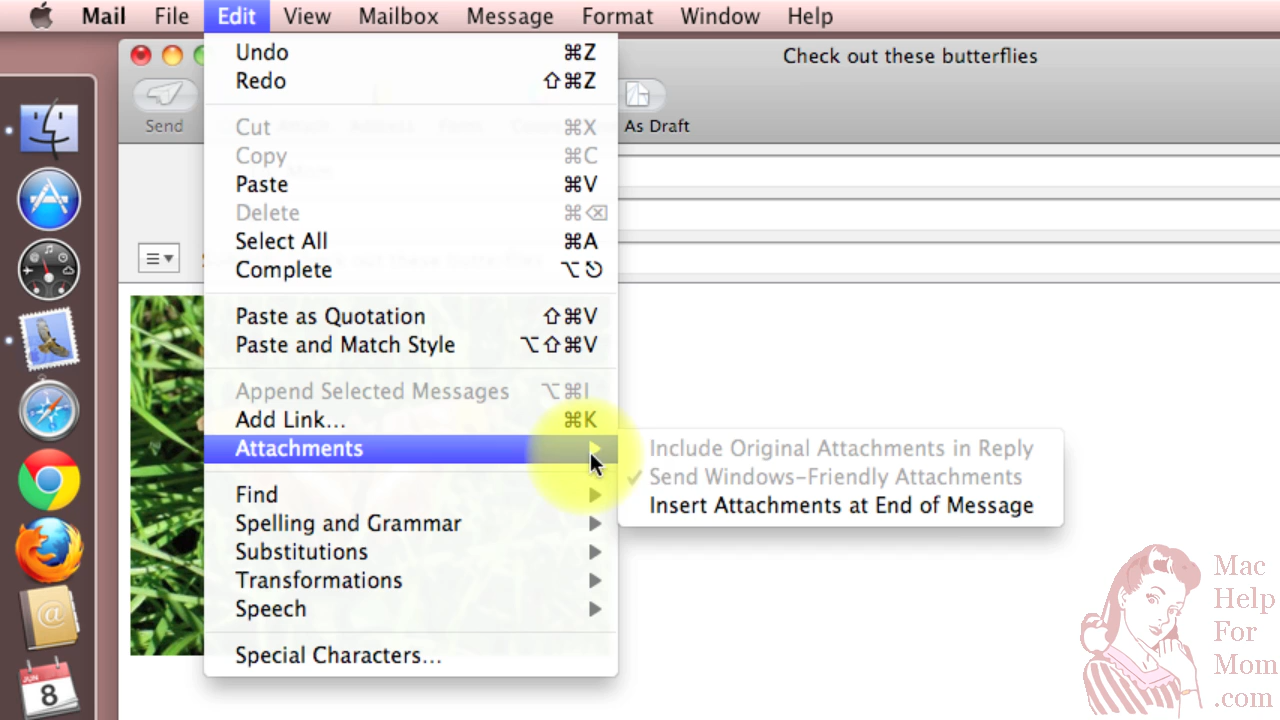 Mail File Edit View Mailbox Message Format Window Help
Check out these butterflies
Send
As Draft
Undo ⌘Z
Redo ⇧⌘Z
Cut ⌘X
Copy ⌘C
Paste ⌘V
Delete ⌘⌫
Select All ⌘A
Complete ⌥⎋
Paste as Quotation ⇧⌘V
Paste and Match Style ⌥⇧⌘V
Append Selected Messages ⌥⌘I
Add Link... ⌘K
Attachments
Find
Spelling and Grammar
Substitutions
Transformations
Speech
Special Characters...
Include Original Attachments in Reply
✓ Send Windows-Friendly Attachments
Insert Attachments at End of Message
8
Mac
Help
For
Mom
.com